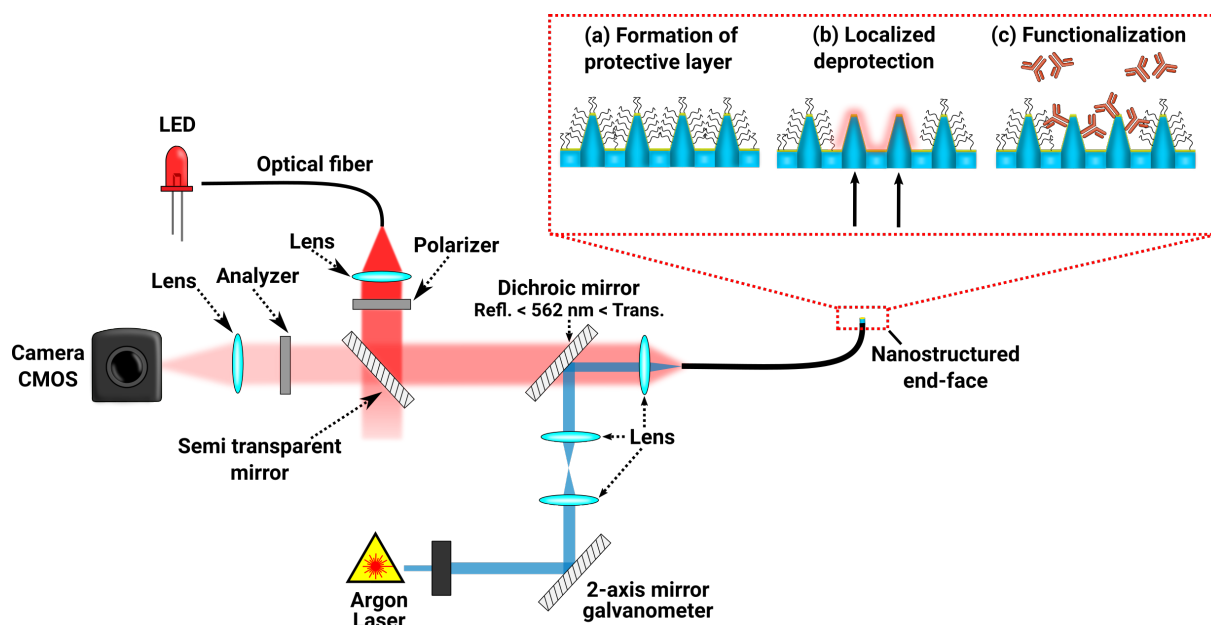 (a) Formation of
protective layer
(b) Localized
deprotection
(c) Functionalization
LED
Optical fiber
Lens
Polarizer
Lens
Analyzer
Dichroic mirror
Refl. < 562 nm < Trans.
Camera
CMOS
Nanostructured
end-face
Semi transparent
mirror
Lens
Argon
Laser
2-axis mirror
galvanometer